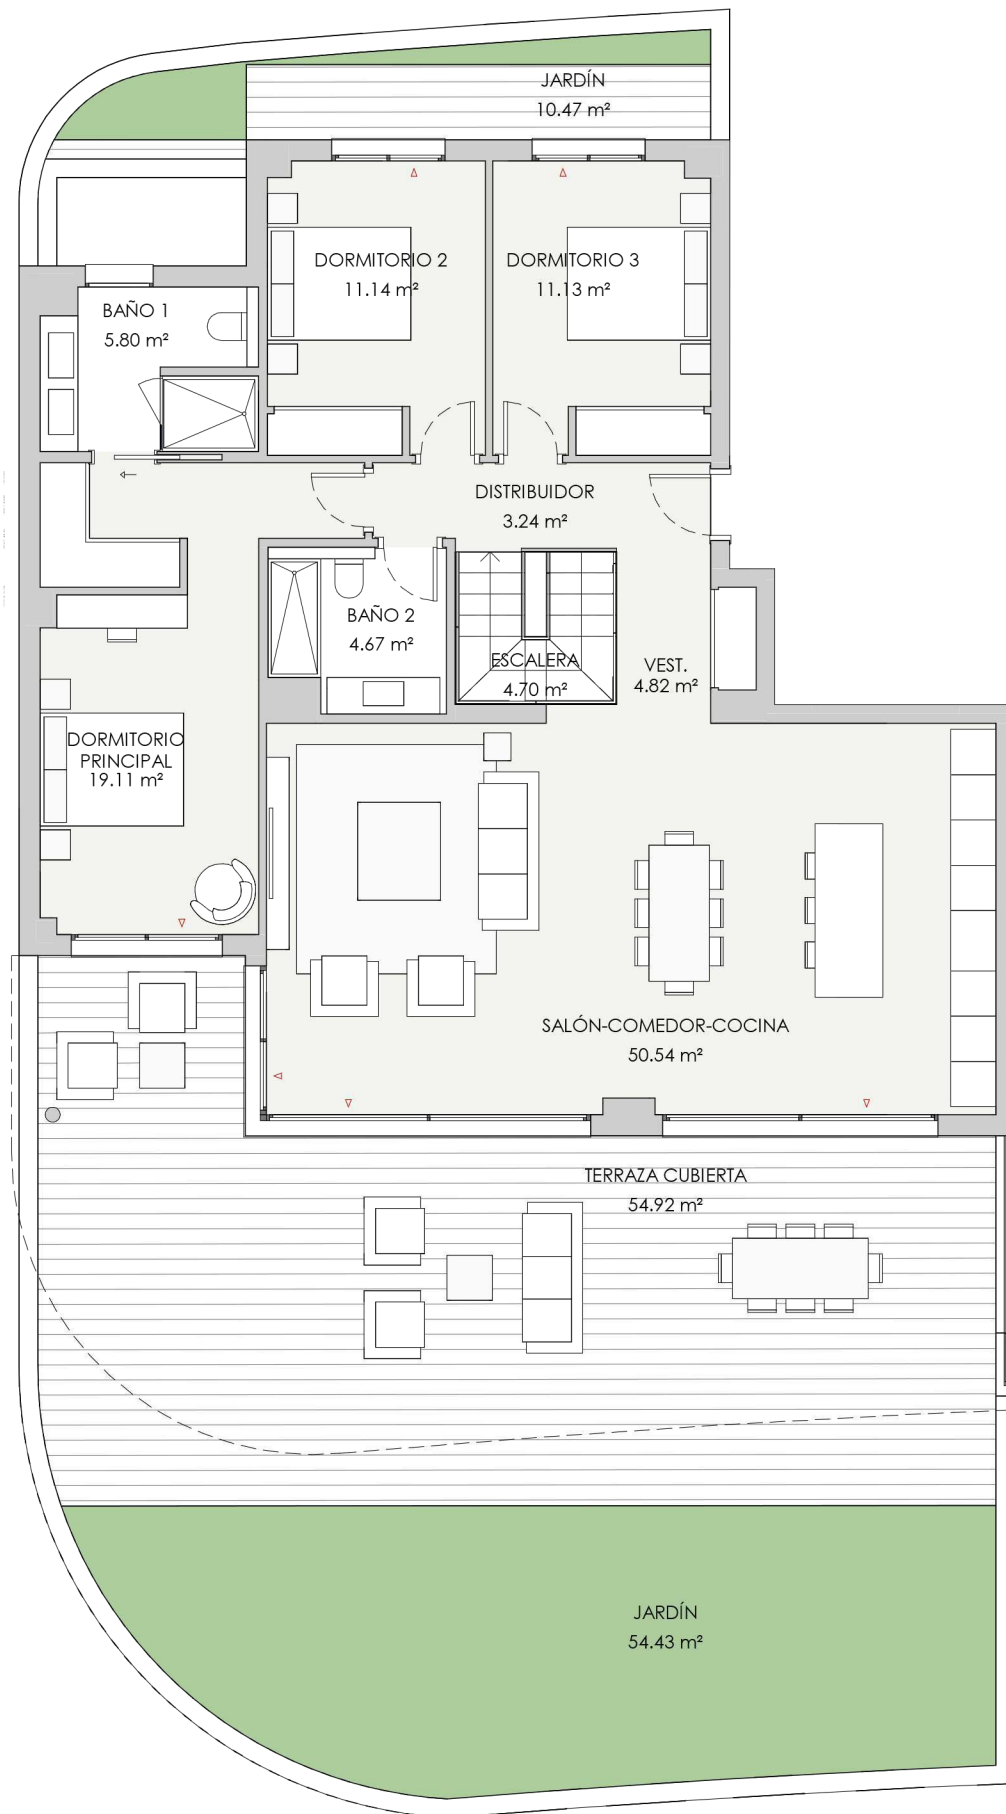 JARDÍN
10.47 m²
DORMITORIO 2
11.14 m²
DORMITORIO 3
11.13 m²
BAÑO 1
5.80 m²
DISTRIBUIDOR
3.24 m²
BAÑO 2
4.67 m²
ESCALERA
4.70 m²
VEST.
4.82 m²
DORMITORIO
PRINCIPAL
19.11 m²
SALÓN-COMEDOR-COCINA
50.54 m²
TERRAZA CUBIERTA
54.92 m²
JARDÍN
54.43 m²